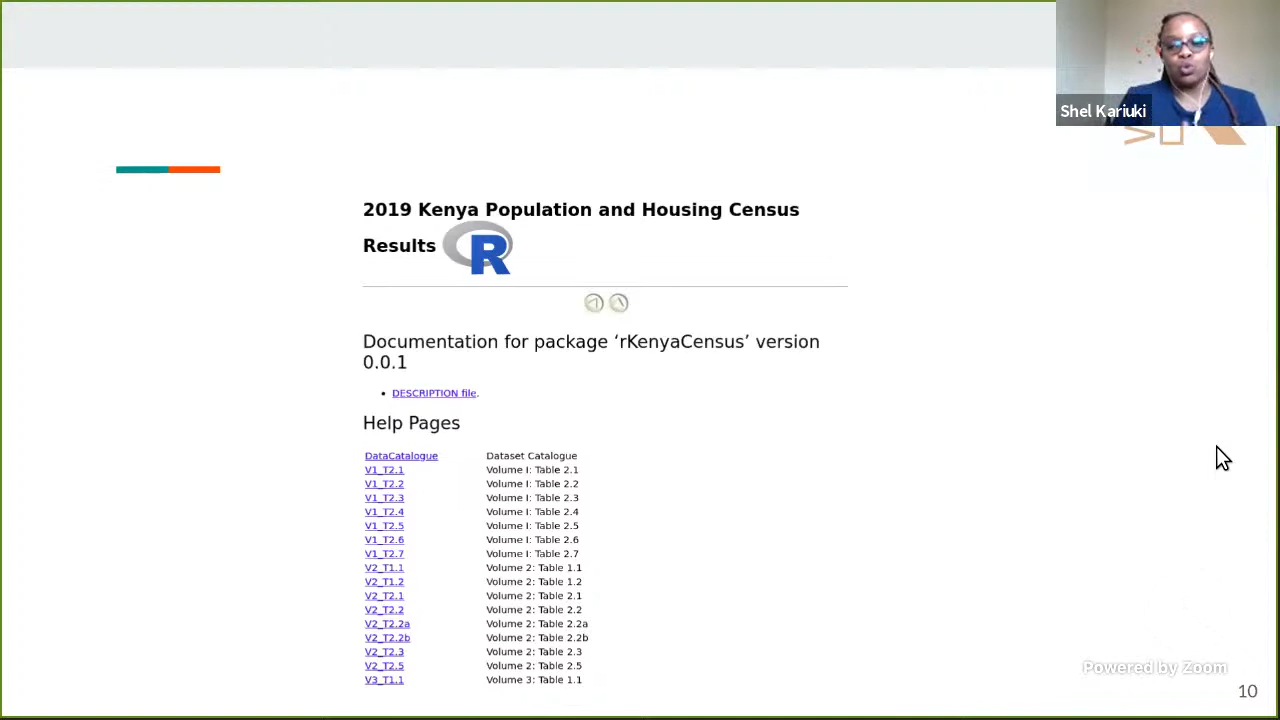 Shel Kariuki
2019 Kenya Population and Housing Census
Results R
Documentation for package ‘rKenyaCensus’ version
0.0.1
• DESCRIPTION file.
Help Pages
DataCatalogue Dataset Catalogue
V1_T2.1 Volume I: Table 2.1
V1_T2.2 Volume I: Table 2.2
V1_T2.3 Volume I: Table 2.3
V1_T2.4 Volume I: Table 2.4
V1_T2.5 Volume I: Table 2.5
V1_T2.6 Volume I: Table 2.6
V1_T2.7 Volume I: Table 2.7
V2_T1.1 Volume 2: Table 1.1
V2_T1.2 Volume 2: Table 1.2
V2_T2.1 Volume 2: Table 2.1
V2_T2.2 Volume 2: Table 2.2
V2_T2.2a Volume 2: Table 2.2a
V2_T2.2b Volume 2: Table 2.2b
V2_T2.3 Volume 2: Table 2.3
V2_T2.5 Volume 2: Table 2.5
V3_T1.1 Volume 3: Table 1.1
Powered by Zoom
10